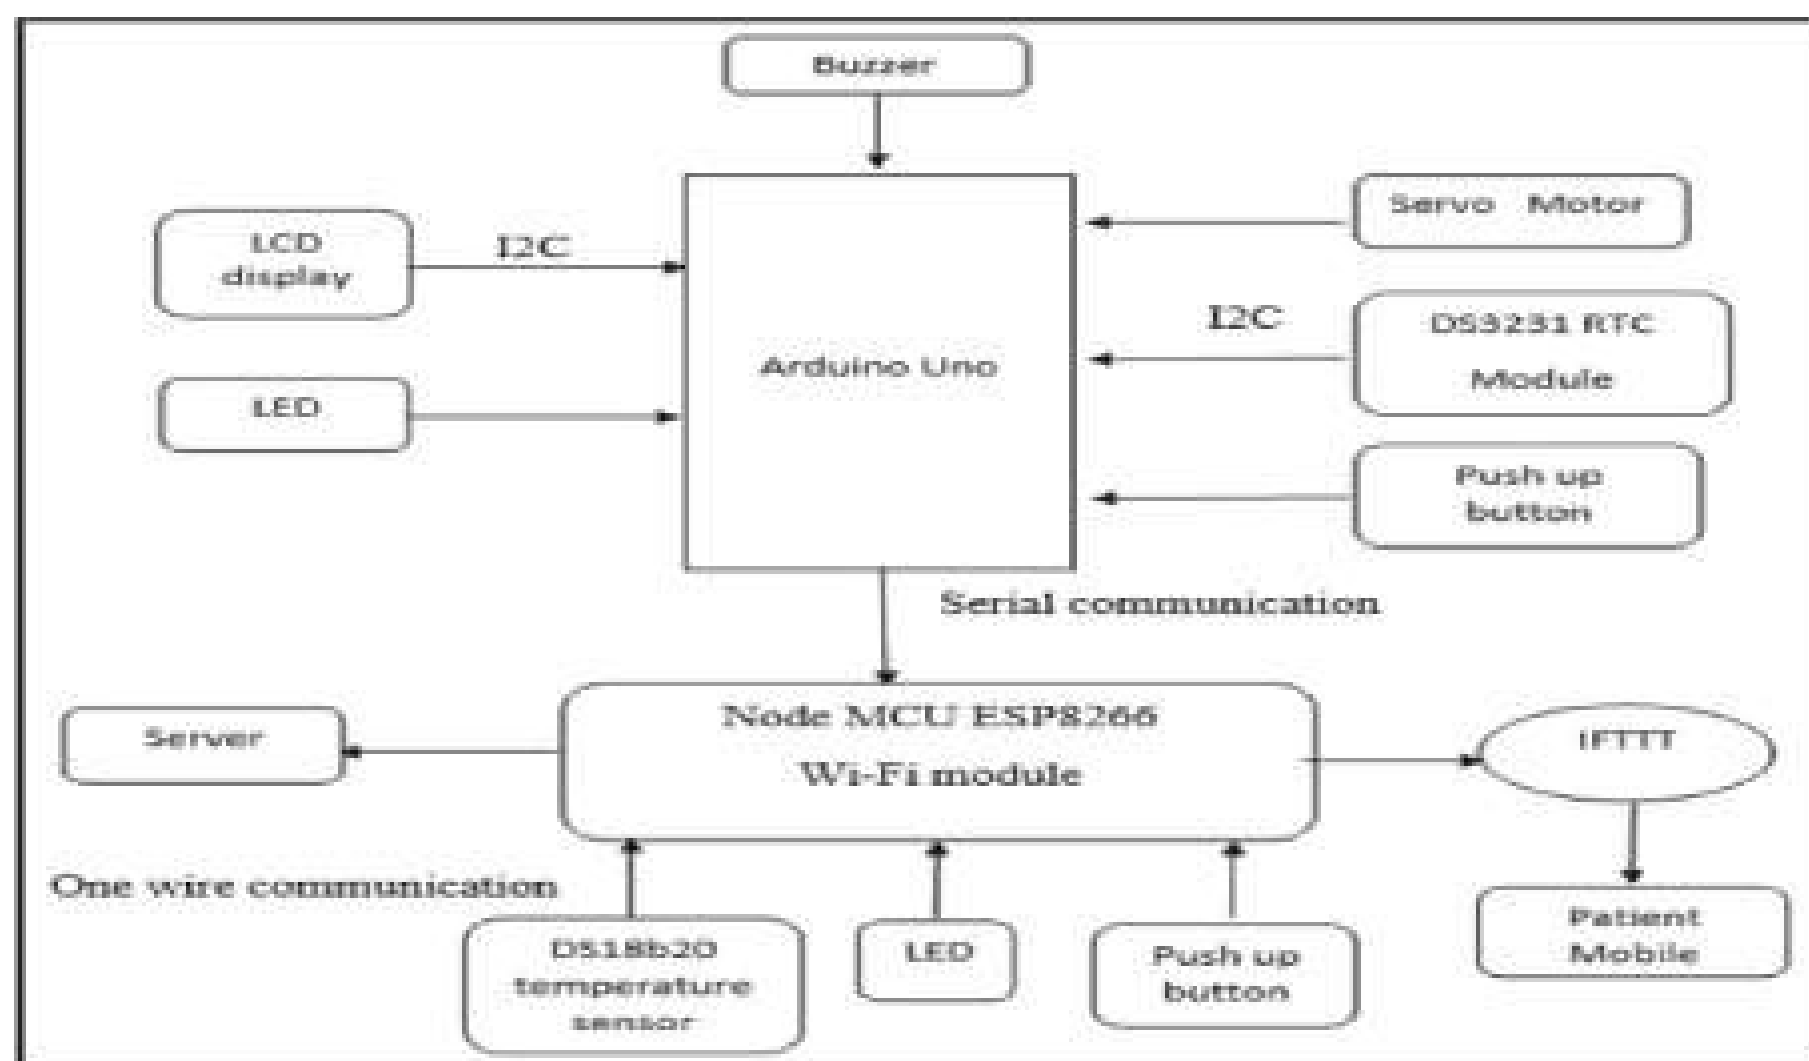 Buzzer
LCD
display
I2C
LED
Arduino Uno
Servo Motor
I2C
DS3231 RTC
Module
Push up
button
Serial communication
Server
Node MCU ESP8266
Wi-Fi module
IFTTT
One wire communication
DS18b20
temperature
sensor
LED
Push up
button
Patient
Mobile